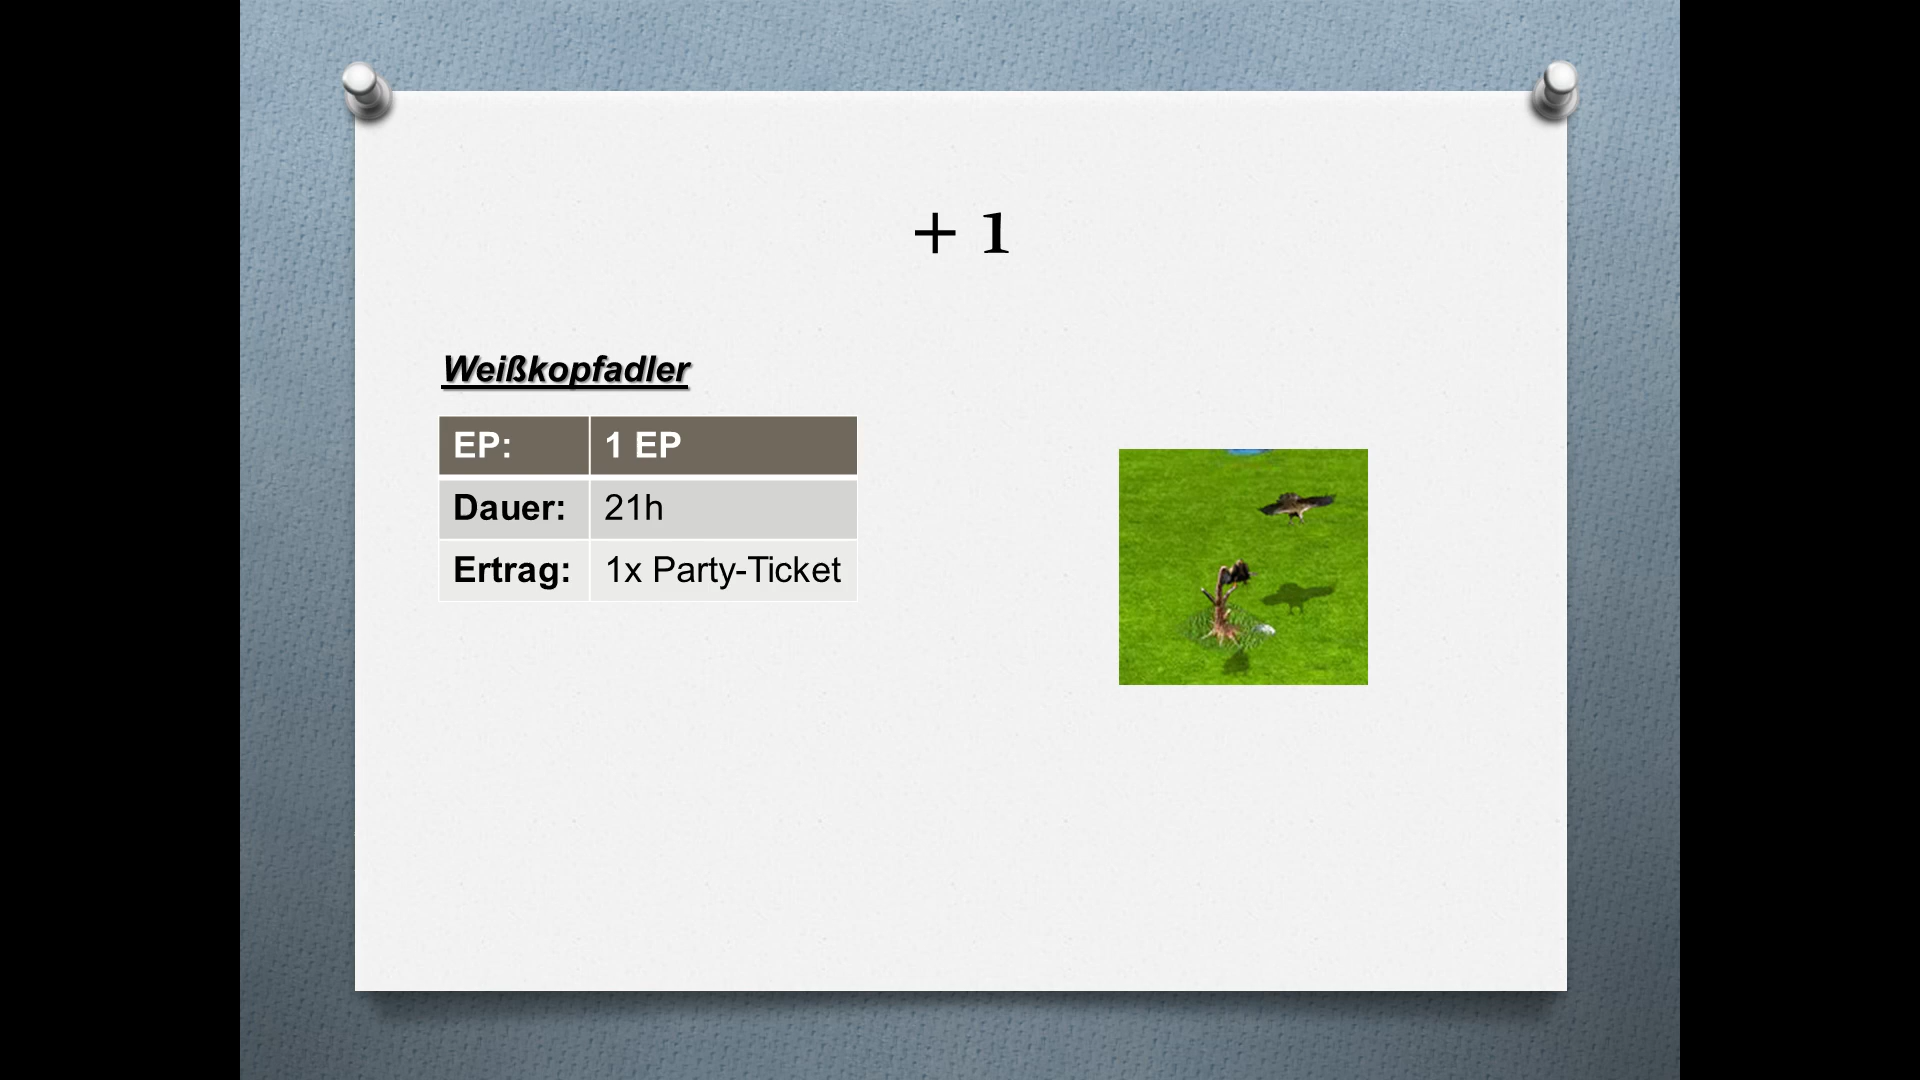 + 1
Weißkopfadler
EP: 1 EP
Dauer: 21h
Ertrag: 1x Party-Ticket